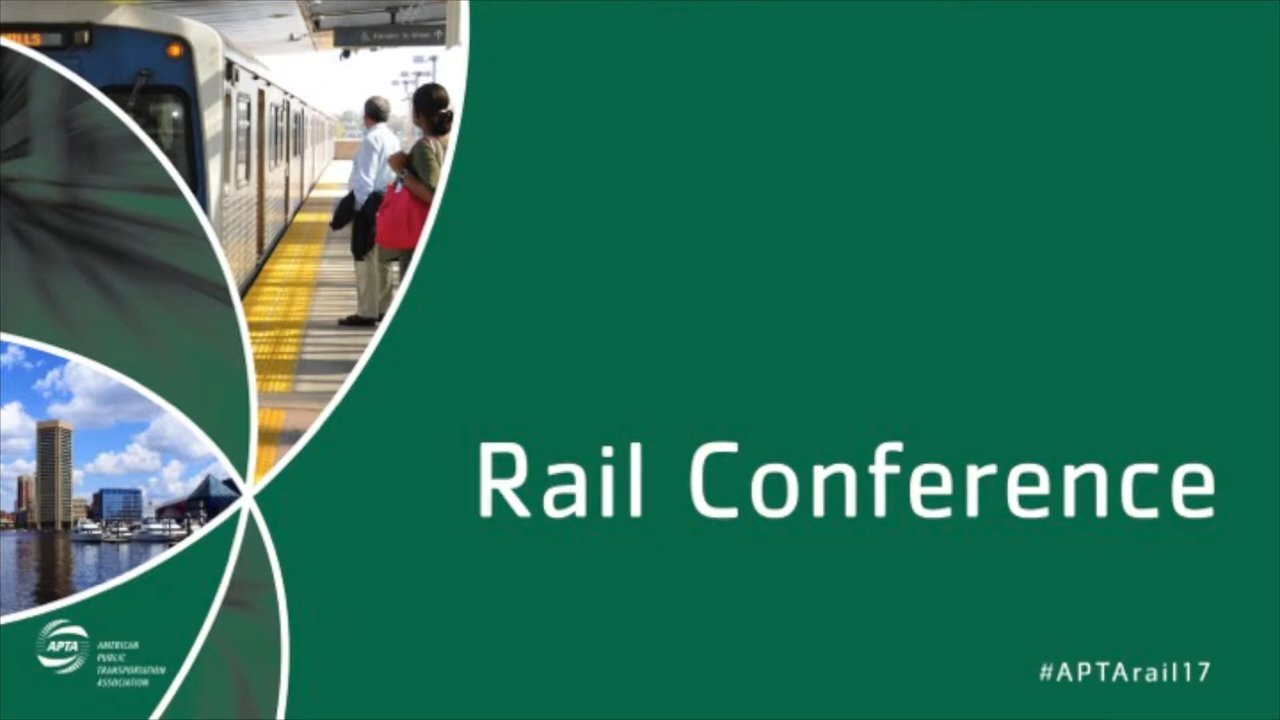 Rail Conference
APTA
AMERICAN
PUBLIC
TRANSPORTATION
ASSOCIATION
#APTArail17